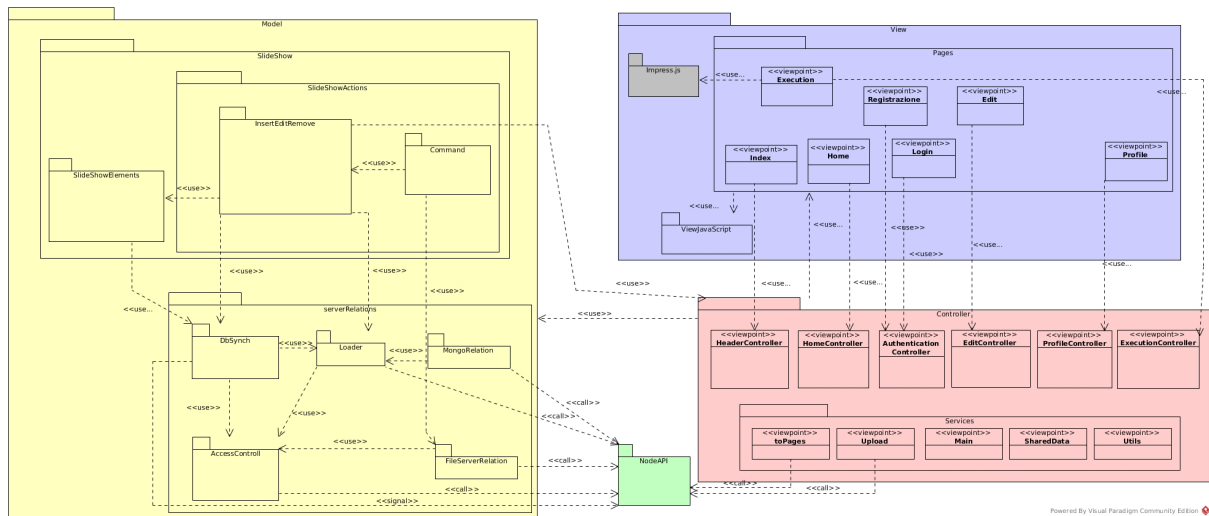 Model
SlideShow
SlideShowActions
InsertEditRemove
Command
<<use>>
SlideShowElements
<<use>>
<<use>>
<<use>>
<<use>>
<<use...
serverRelations
DbSynch
<<use>>
Loader
<<use>>
MongoRelation
<<use>>
<<use>>
<<call>>
<<call>>
AccessControll
<<use>>
FileServerRelation
<<call>>
<<call>>
<<signal>>
NodeAPI
View
Pages
Impress.js
<<use...
<<viewpoint>>
Execution
<<use...
<<viewpoint>>
Registrazione
<<viewpoint>>
Edit
<<viewpoint>>
Index
<<viewpoint>>
Home
<<viewpoint>>
Login
<<viewpoint>>
Profile
<<use...
ViewJavaScript
<<use...
<<use>>
<<use>>
<<use...
<<use...
<<use...
<<use...
<<use>>
<<use>>
Controller
<<viewpoint>>
HeaderController
<<viewpoint>>
HomeController
<<viewpoint>>
Authentication
Controller
<<viewpoint>>
EditController
<<viewpoint>>
ProfileController
<<viewpoint>>
ExecutionController
Services
<<viewpoint>>
toPages
<<viewpoint>>
Upload
<<viewpoint>>
Main
<<viewpoint>>
SharedData
<<viewpoint>>
Utils
<<call>>
<<call>>
Powered By Visual Paradigm Community Edition